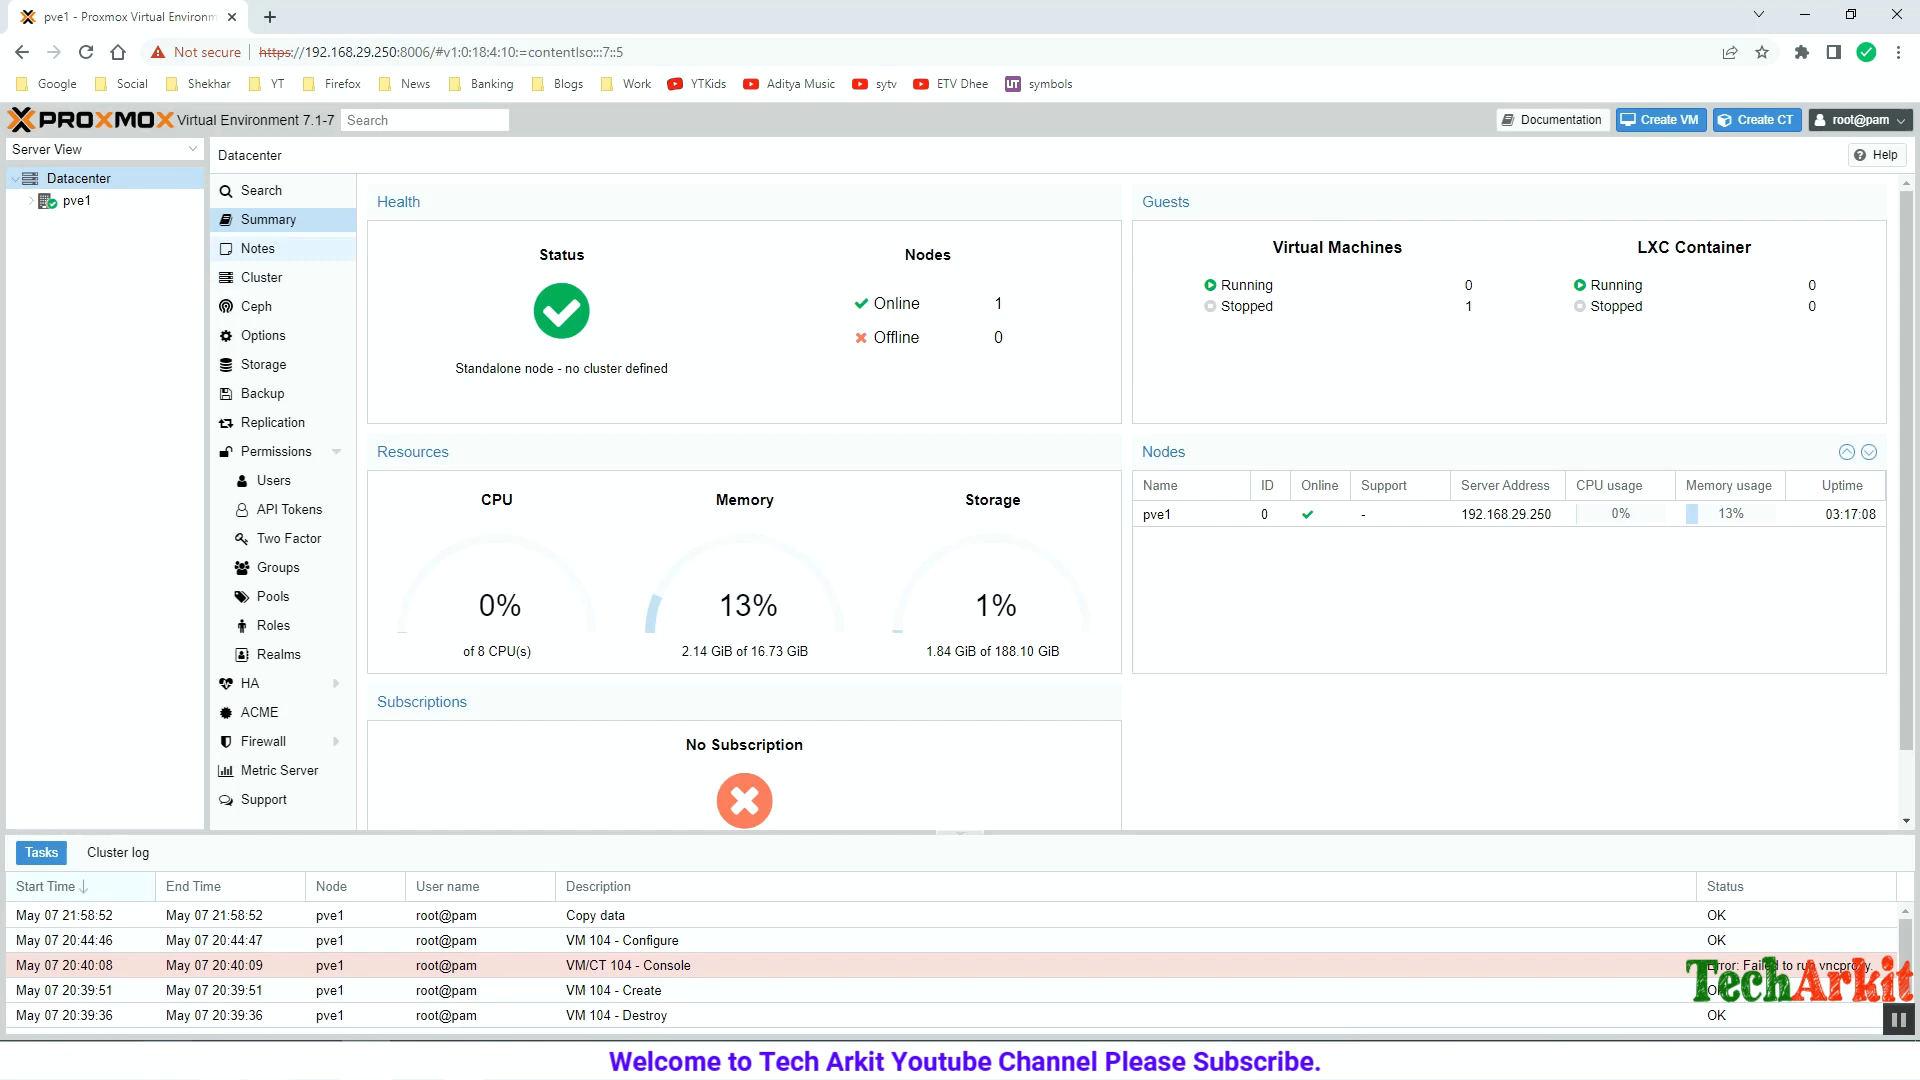 pve1 - Proxmox Virtual Environm
Not secure
https://192.168.29.250:8006/#v1:0:18:4:10:=contentIso:::7::5
Google Social Shekhar YT Firefox News Banking Blogs Work YTKids Aditya Music sytv ETV Dhee UT symbols
PROXMOX Virtual Environment 7.1-7 Search
Documentation Create VM Create CT root@pam
Server View
Datacenter
pve1
Datacenter
Help
Search
Summary
Notes
Cluster
Ceph
Options
Storage
Backup
Replication
Permissions
Users
API Tokens
Two Factor
Groups
Pools
Roles
Realms
HA
ACME
Firewall
Metric Server
Support
Health
Status
Standalone node - no cluster defined
Nodes
Online 1
Offline 0
Guests
Virtual Machines
Running 0
Stopped 1
LXC Container
Running 0
Stopped 0
Resources
CPU
0%
of 8 CPU(s)
Memory
13%
2.14 GiB of 16.73 GiB
Storage
1%
1.84 GiB of 188.10 GiB
Nodes
Name ID Online Support Server Address CPU usage Memory usage Uptime
pve1 0 - 192.168.29.250 0% 13% 03:17:08
Subscriptions
No Subscription
Tasks Cluster log
Start Time End Time Node User name Description Status
May 07 21:58:52 May 07 21:58:52 pve1 root@pam Copy data OK
May 07 20:44:46 May 07 20:44:47 pve1 root@pam VM 104 - Configure OK
May 07 20:40:08 May 07 20:40:09 pve1 root@pam VM/CT 104 - Console Error: Failed to run vncproxy.
May 07 20:39:51 May 07 20:39:51 pve1 root@pam VM 104 - Create OK
May 07 20:39:36 May 07 20:39:36 pve1 root@pam VM 104 - Destroy OK
TechArkit
Welcome to Tech Arkit Youtube Channel Please Subscribe.